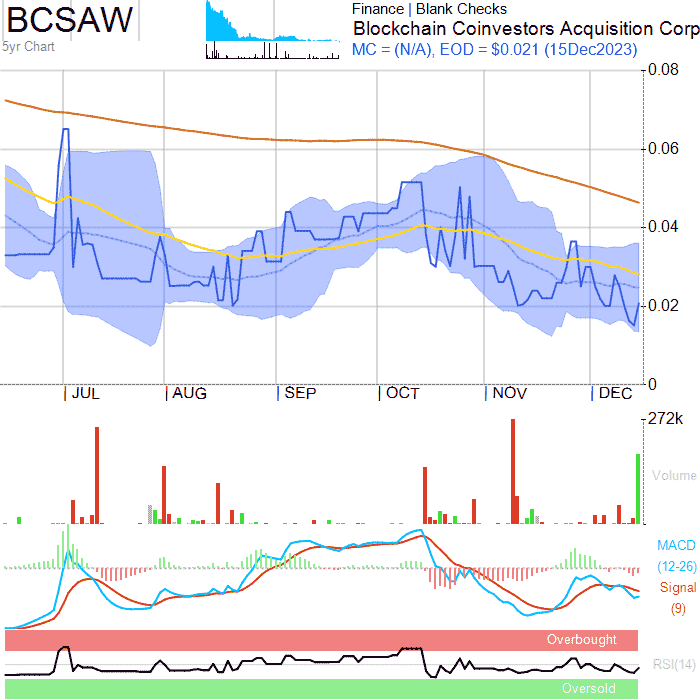 BCSAW
5yr Chart
Finance | Blank Checks
Blockchain Coinvestors Acquisition Corp
MC = (N/A), EOD = $0.021 (15Dec2023)
0.08
0.06
0.04
0.02
0
JUL AUG SEP OCT NOV DEC
272k
Volume
MACD
(12-26)
Signal
(9)
Overbought
RSI(14)
Oversold